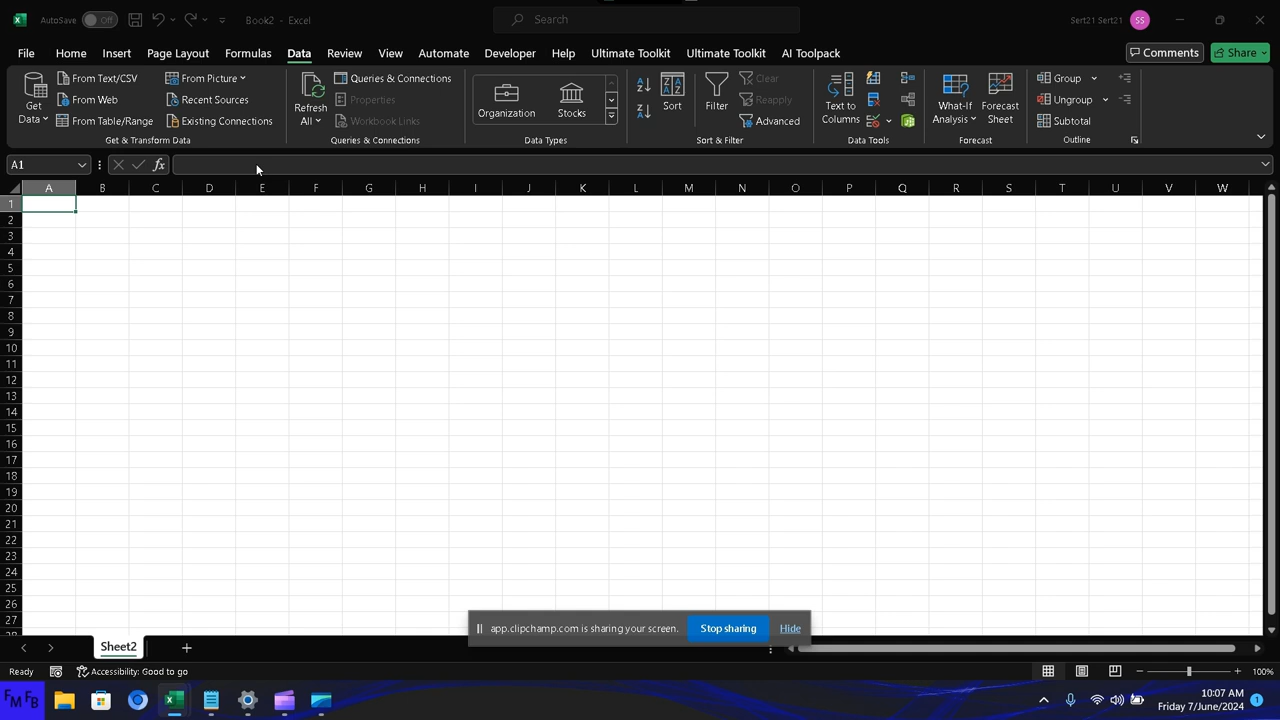 AutoSave Off Book2 - Excel Search Sert21 Sert21 SS
File Home Insert Page Layout Formulas Data Review View Automate Developer Help Ultimate Toolkit Ultimate Toolkit AI Toolpack Comments Share
Get Data
From Text/CSV
From Web
From Table/Range
From Picture
Recent Sources
Existing Connections
Get & Transform Data
Refresh All
Queries & Connections
Properties
Workbook Links
Queries & Connections
Organization
Stocks
Data Types
Sort
Filter
Clear
Reapply
Advanced
Sort & Filter
Text to Columns
Data Tools
What-If Analysis
Forecast Sheet
Forecast
Group
Ungroup
Subtotal
Outline
A1 fx
A B C D E F G H I J K L M N O P Q R S T U V W
1
2
3
4
5
6
7
8
9
10
11
12
13
14
15
16
17
18
19
20
21
22
23
24
25
26
27
28
app.clipchamp.com is sharing your screen. Stop sharing Hide
Sheet2
Ready Accessibility: Good to go 100%
FM FB
10:07 AM
Friday 7/June/2024
1